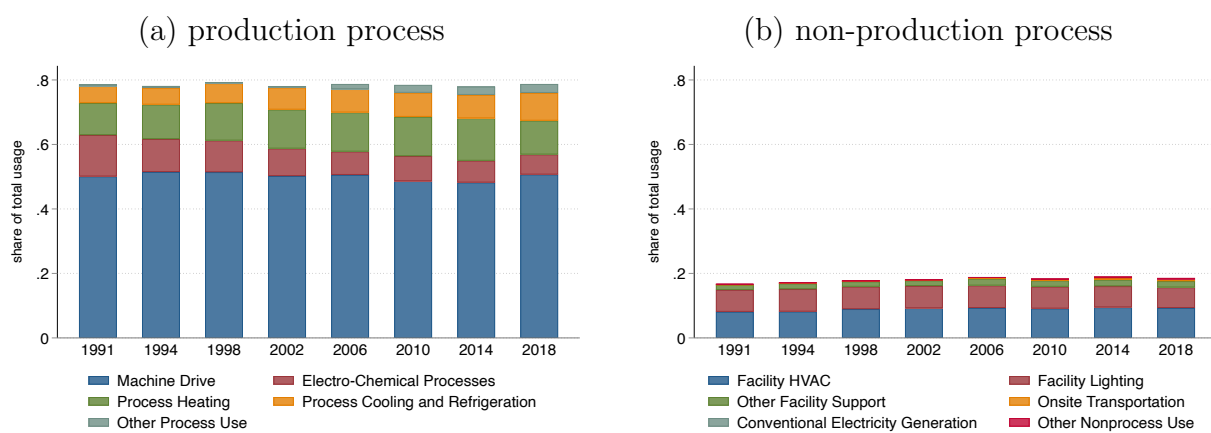 (a) production process
share of total usage
.8
.6
.4
.2
0
1991 1994 1998 2002 2006 2010 2014 2018
Machine Drive Electro-Chemical Processes
Process Heating Process Cooling and Refrigeration
Other Process Use
(b) non-production process
share of total usage
.8
.6
.4
.2
0
1991 1994 1998 2002 2006 2010 2014 2018
Facility HVAC Facility Lighting
Other Facility Support Onsite Transportation
Conventional Electricity Generation Other Nonprocess Use